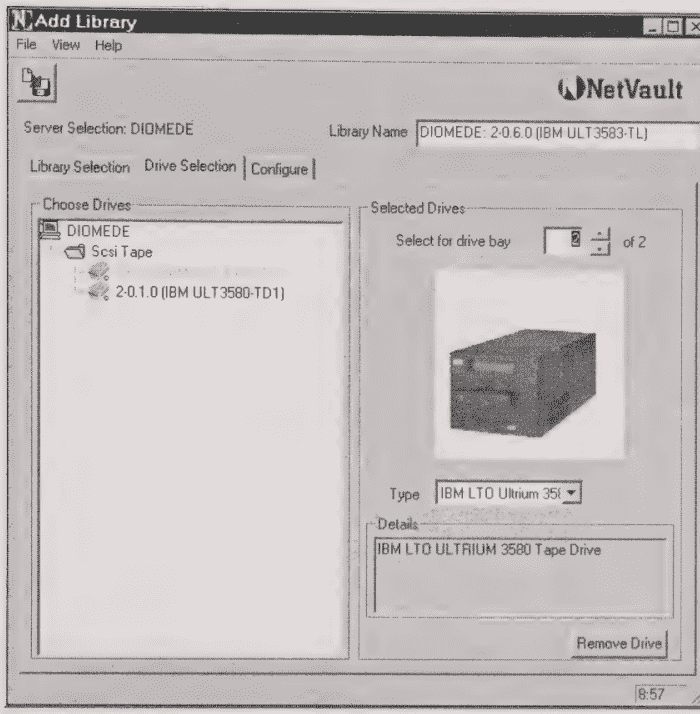 Add Library
File View Help
NetVault
Server Selection: DIOMEDE
Library Name DIOMEDE: 2-0.6.0 (IBM ULT3583-TL)
Library Selection Drive Selection Configure
Choose Drives
DIOMEDE
Scsi Tape
2-0.1.0 (IBM ULT3580-TD1)
Selected Drives
Select for drive bay 2 of 2
Type IBM LTO Ultrium 358
Details
IBM LTO ULTRIUM 3580 Tape Drive
Remove Drive
8:57